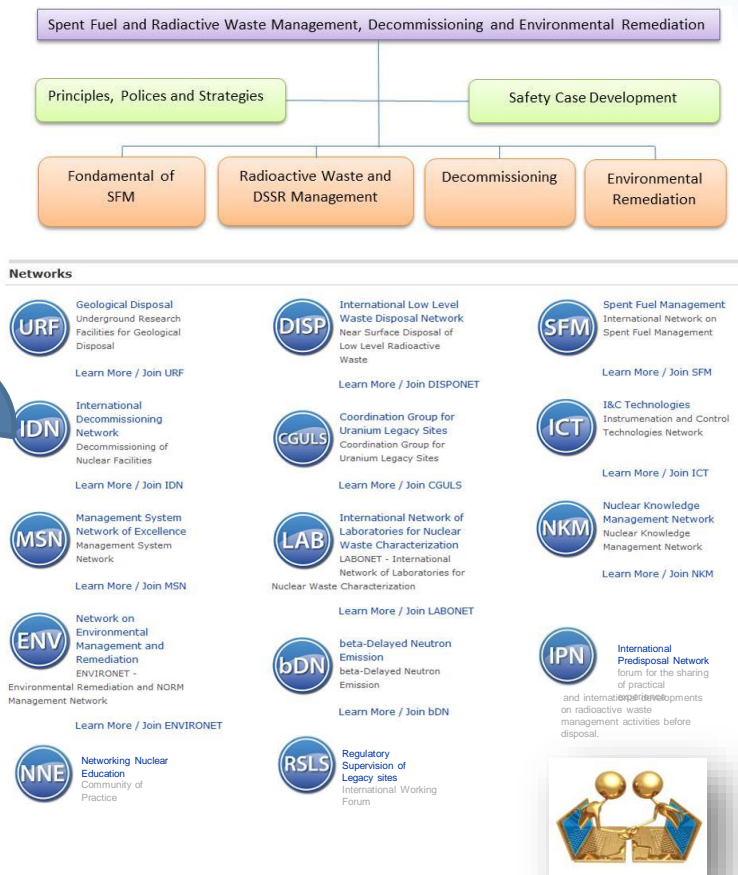 Spent Fuel and Radiactive Waste Management, Decommissioning and Environmental Remediation
Principles, Polices and Strategies
Safety Case Development
Fondamental of
SFM
Radioactive Waste and
DSSR Management
Decommissioning
Environmental
Remediation
Networks
URF
Geological Disposal
Underground Research
Facilities for Geological
Disposal
Learn More / Join URF
DISP
International Low Level
Waste Disposal Network
Near Surface Disposal of
Low Level Radioactive
Waste
Learn More / Join DISPONET
SFM
Spent Fuel Management
International Network on
Spent Fuel Management
Learn More / Join SFM
IDN
International
Decommissioning
Network
Decommissioning of
Nuclear Facilities
Learn More / Join IDN
CGULS
Coordination Group for
Uranium Legacy Sites
Coordination Group for
Uranium Legacy Sites
Learn More / Join CGULS
ICT
I&C Technologies
Instrumenation and Control
Technologies Network
Learn More / Join ICT
MSN
Management System
Network of Excellence
Management System
Network
Learn More / Join MSN
LAB
International Network of
Laboratories for Nuclear
Waste Characterization
LABONET - International
Network of Laboratories for
Nuclear Waste Characterization
Learn More / Join LABONET
NKM
Nuclear Knowledge
Management Network
Nuclear Knowledge
Management Network
Learn More / Join NKM
ENV
Network on
Environmental
Management and
Remediation
ENVIRONET -
Environmental Remediation and NORM
Management Network
Learn More / Join ENVIRONET
bDN
beta-Delayed Neutron
Emission
beta-Delayed Neutron
Emission
Learn More / Join bDN
IPN
International
Predisposal Network
forum for the sharing
of practical
experience
and international developments
on radioactive waste
management activities before
disposal.
NNE
Networking Nuclear
Education
Community of
Practice
RSLS
Regulatory
Supervision of
Legacy sites
International Working
Forum